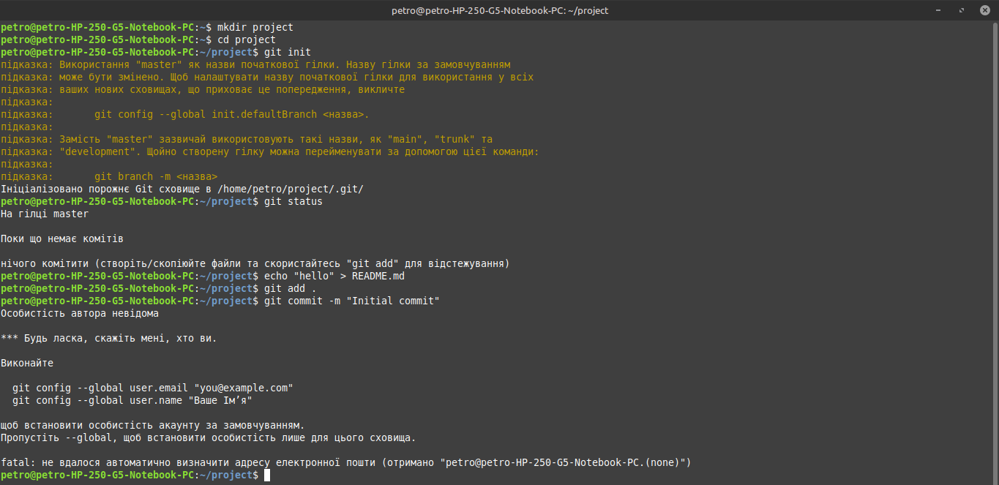 petro@petro-HP-250-G5-Notebook-PC: ~/project
petro@petro-HP-250-G5-Notebook-PC:~$ mkdir project
petro@petro-HP-250-G5-Notebook-PC:~$ cd project
petro@petro-HP-250-G5-Notebook-PC:~/project$ git init
підказка: Використання "master" як назви початкової гілки. Назву гілки за замовчуванням
підказка: може бути змінено. Щоб налаштувати назву початкової гілки для використання у всіх
підказка: ваших нових сховищах, що приховає це попередження, викличте
підказка:
підказка:       git config --global init.defaultBranch <назва>.
підказка:
підказка: Замість "master" зазвичай використовують такі назви, як "main", "trunk" та
підказка: "development". Щойно створену гілку можна перейменувати за допомогою цієї команди:
підказка:
підказка:       git branch -m <назва>
Ініціалізовано порожнє Git сховище в /home/petro/project/.git/
petro@petro-HP-250-G5-Notebook-PC:~/project$ git status
На гілці master
Поки що немає комітів
нічого комітити (створіть/скопіюйте файли та скористайтесь "git add" для відстежування)
petro@petro-HP-250-G5-Notebook-PC:~/project$ echo "hello" > README.md
petro@petro-HP-250-G5-Notebook-PC:~/project$ git add .
petro@petro-HP-250-G5-Notebook-PC:~/project$ git commit -m "Initial commit"
Особистість автора невідома
*** Будь ласка, скажіть мені, хто ви.
Виконайте
  git config --global user.email "you@example.com"
  git config --global user.name "Ваше Ім’я"
щоб встановити особистість акаунту за замовчуванням.
Пропустіть --global, щоб встановити особистість лише для цього сховища.
fatal: не вдалося автоматично визначити адресу електронної пошти (отримано "petro@petro-HP-250-G5-Notebook-PC.(none)")
petro@petro-HP-250-G5-Notebook-PC:~/project$